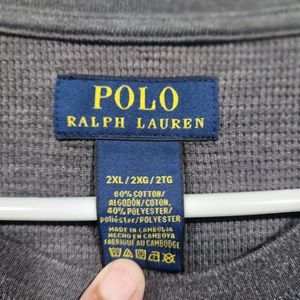 POLO
RALPH LAUREN
2XL / 2XG / 2TG
60% COTTON/
ALGODÓN/COTON.
40% POLYESTER/
poliéster/POLYESTER
MADE IN CAMBODIA
HECHO EN CAMBOYA
FABRIQUÉ AU CAMBODGE